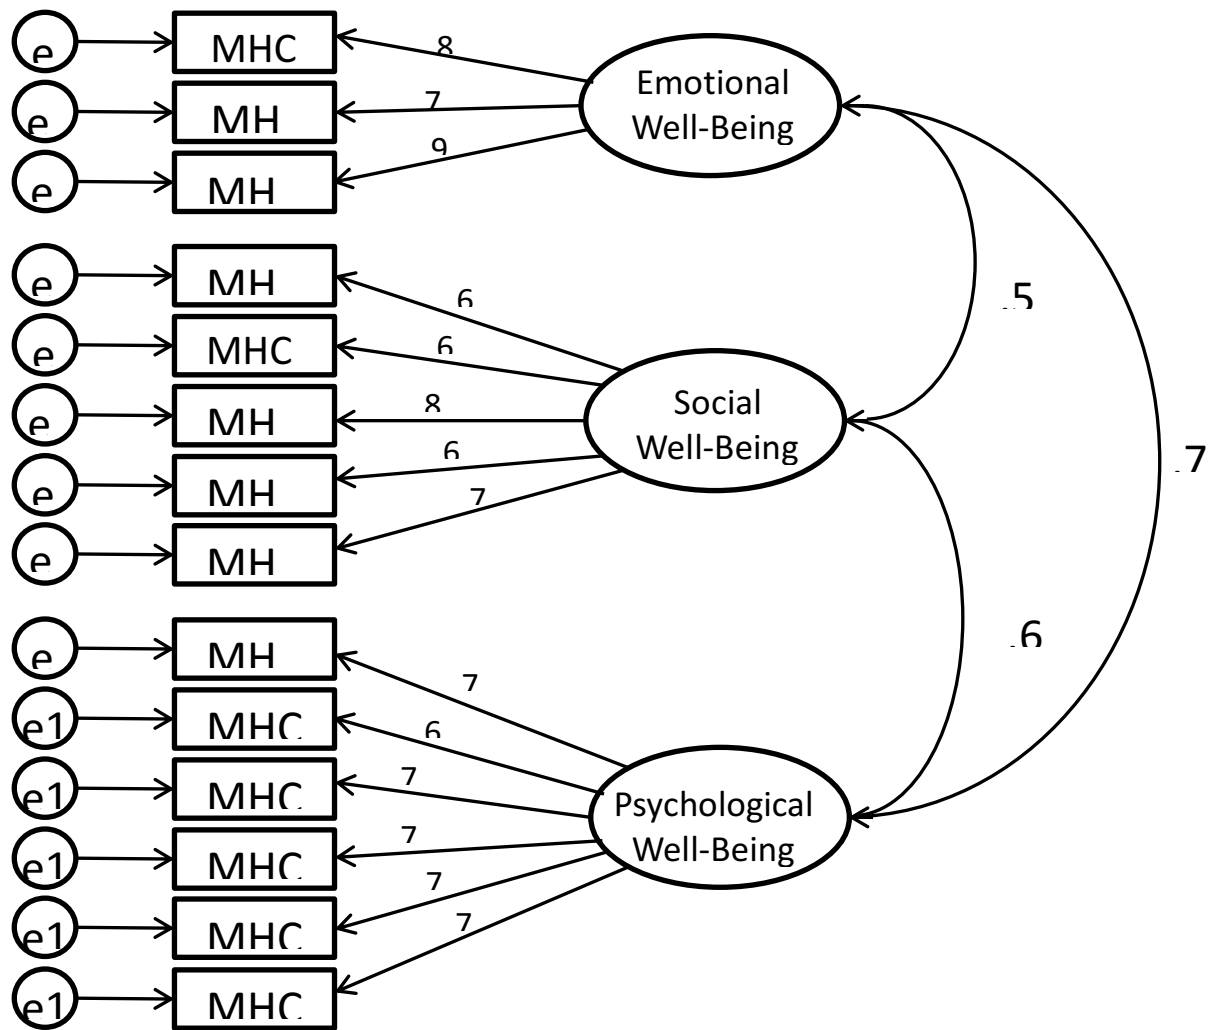 e
MHC
8
Emotional
Well-Being
e
MH
7
e
MH
9
e
MH
6
.5
e
MHC
6
e
MH
8
Social
Well-Being
e
MH
6
.7
e
MH
7
e
MH
7
.6
e1
MHC
6
e1
MHC
7
Psychological
Well-Being
e1
MHC
7
e1
MHC
7
e1
MHC
7